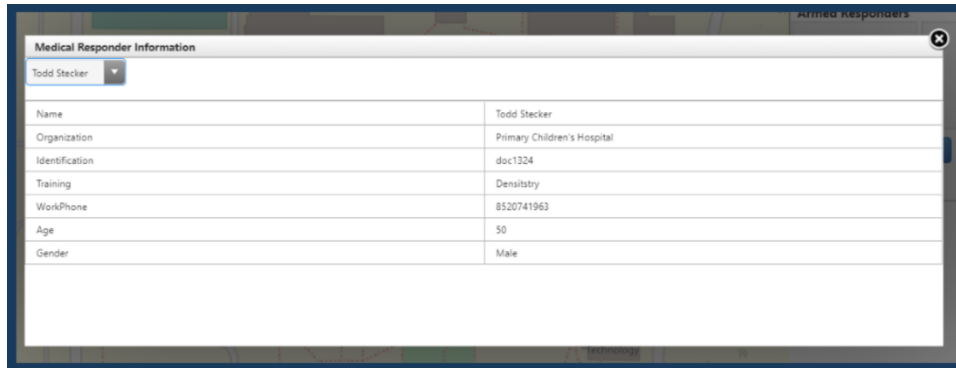 Armed Responders
Medical Responder Information
Todd Stecker
Name Todd Stecker
Organization Primary Children's Hospital
Identification doc1324
Training Densitstry
WorkPhone 8520741963
Age 50
Gender Male
Technology